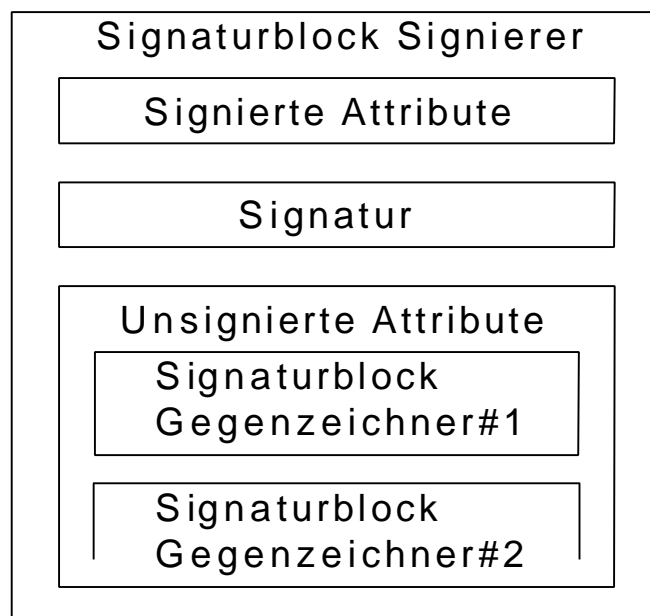 Signaturblock Signierer
Signierte Attribute
Signatur
Unsignierte Attribute
Signaturblock
Gegenzeichner#1
Signaturblock
Gegenzeichner#2